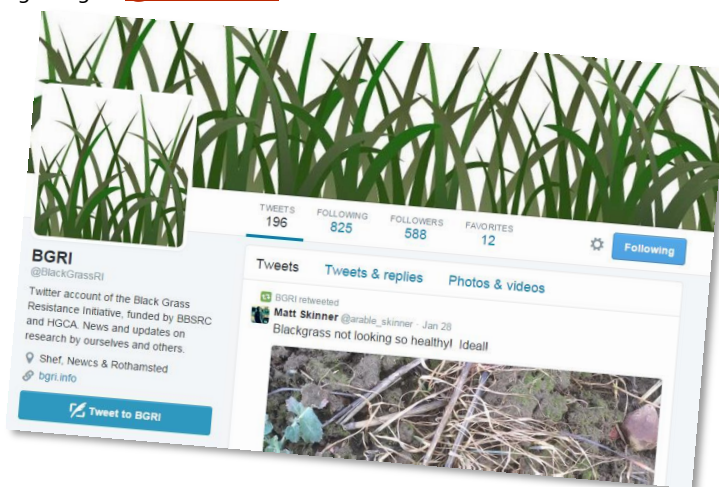 TWEETS FOLLOWING FOLLOWERS FAVORITES
196 825 588 12
Following
BGRI
@BlackGrassRI
Twitter account of the Black Grass
Resistance Initiative, funded by BBSRC
and HGCA. News and updates on
research by ourselves and others.
Shef, Newcs & Rothamsted
bgri.info
Tweet to BGRI
Tweets Tweets & replies Photos & videos
BGRI retweeted
Matt Skinner @arable_skinner · Jan 28
Blackgrass not looking so healthy! Ideal!